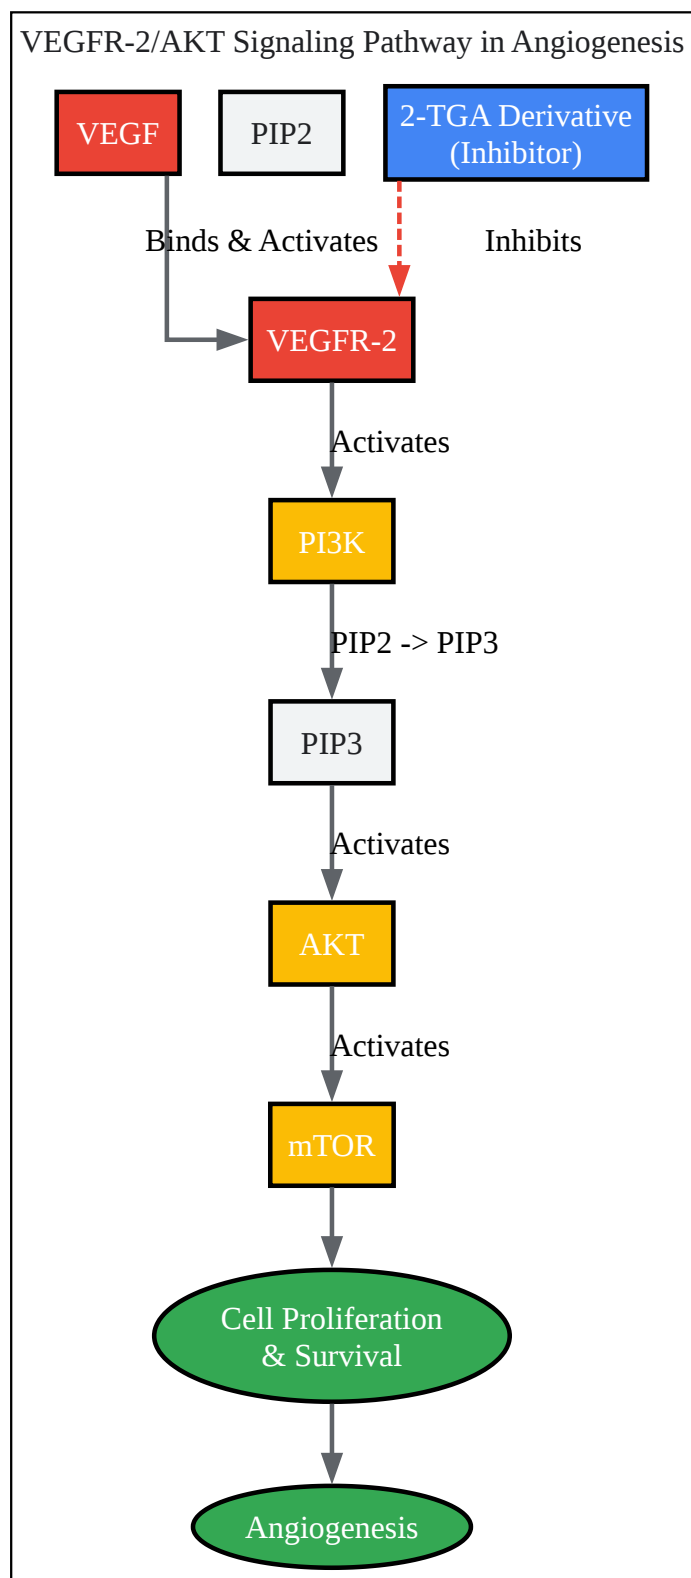 VEGFR-2/AKT Signaling Pathway in Angiogenesis
VEGF
PIP2
2-TGA Derivative
(Inhibitor)
Binds & Activates
Inhibits
VEGFR-2
Activates
PI3K
PIP2 -> PIP3
PIP3
Activates
AKT
Activates
mTOR
Cell Proliferation
& Survival
Angiogenesis